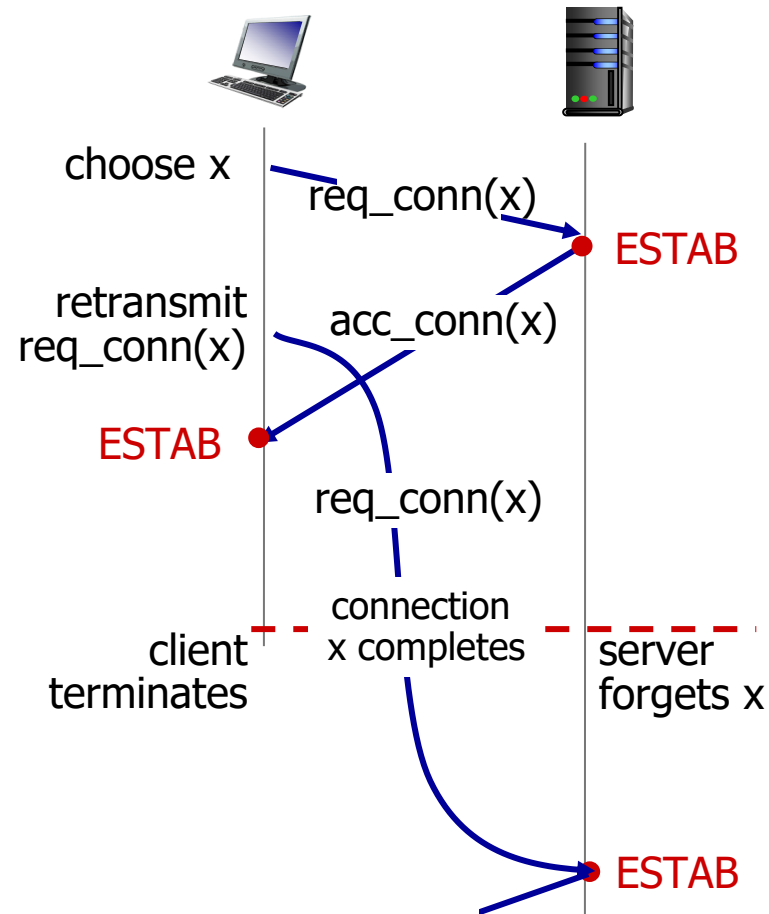 choose x
req_conn(x)
ESTAB
retransmit
req_conn(x)
acc_conn(x)
ESTAB
req_conn(x)
connection
x completes
client
terminates
server
forgets x
ESTAB